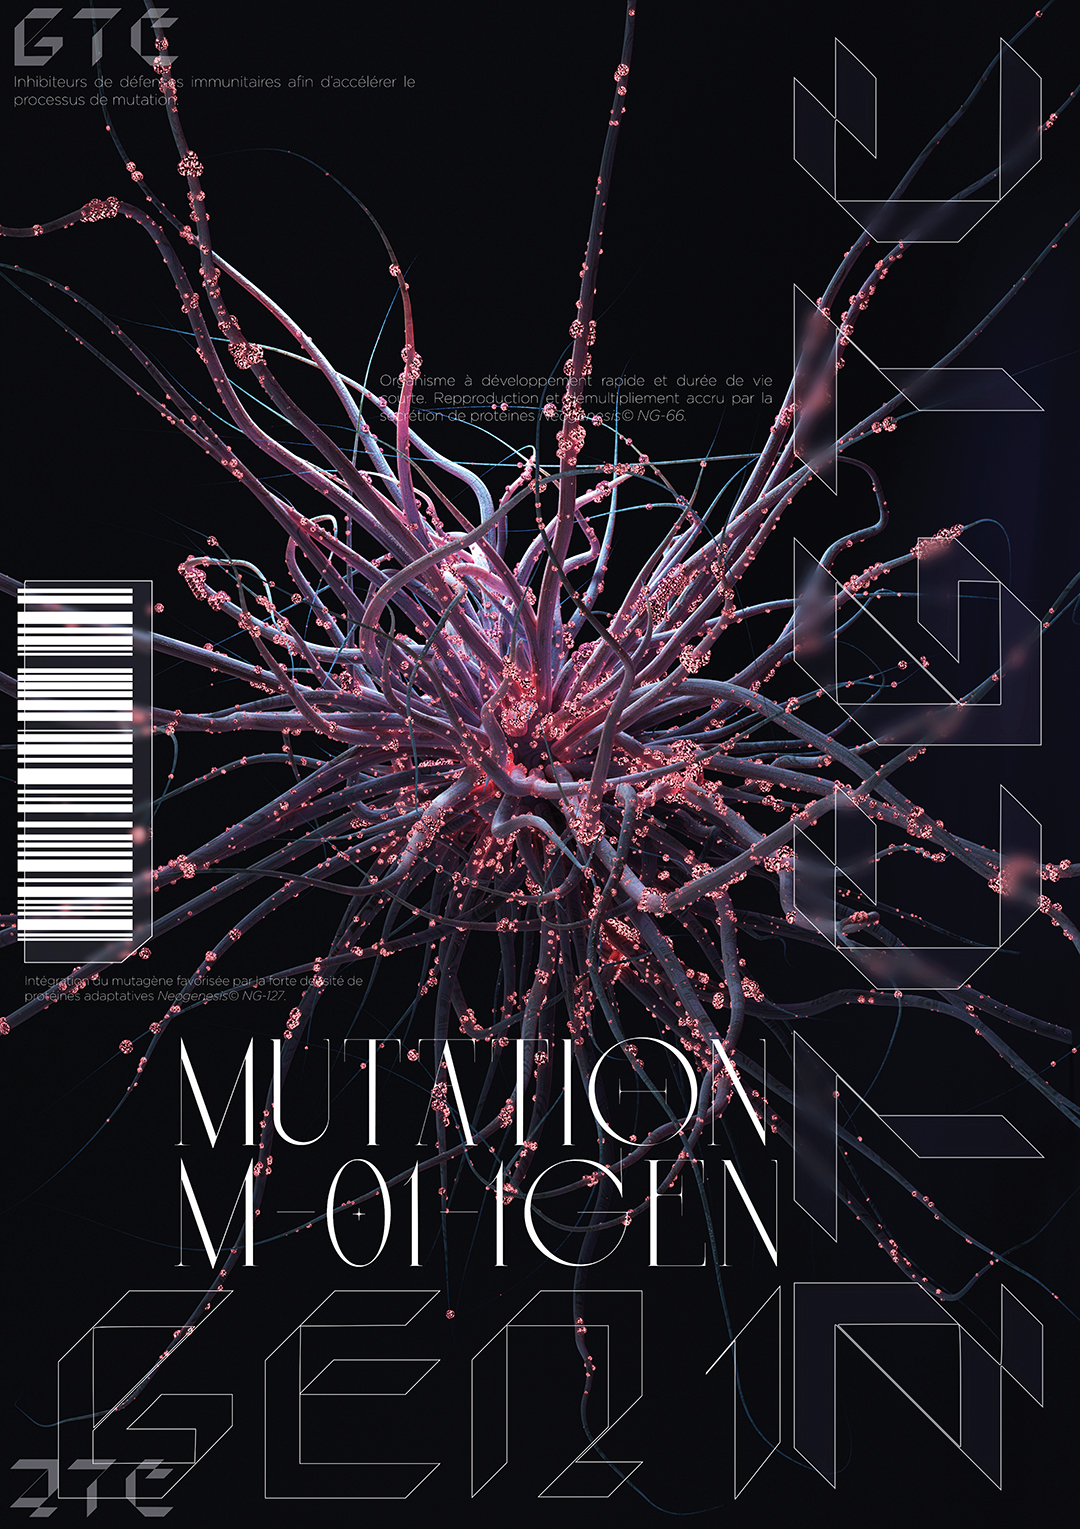 GTC
Inhibiteurs de défenses immunitaires afin d'accélérer le
processus de mutation.
Organisme à développement rapide et durée de vie
courte. Repproduction et démultipliement accru par la
sécrétion de protéines Neogenesis© NG-66.
Intégration du mutagène favorisée par la forte densité de
protéines adaptatives Neogenesis© NG-127.
MUTATION
M-01-1GEN